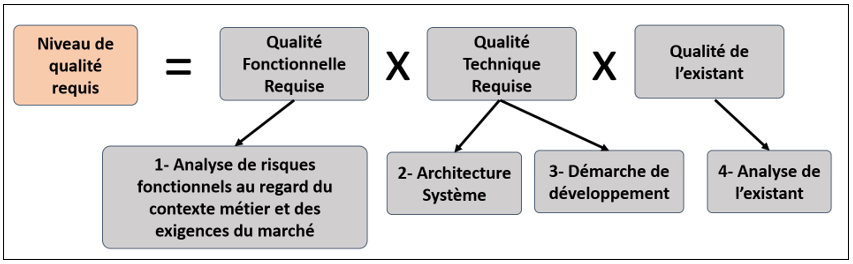 Niveau de
qualité
requis
=
Qualité
Fonctionnelle
Requise
X
Qualité
Technique
Requise
X
Qualité de
l'existant
1- Analyse de risques
fonctionnels au regard du
contexte métier et des
exigences du marché
2- Architecture
Système
3- Démarche de
développement
4- Analyse de
l'existant